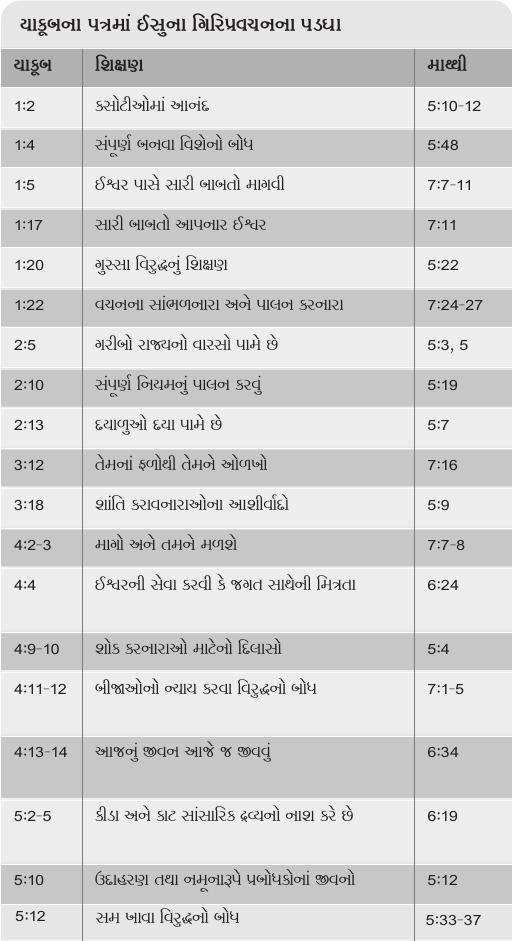 યાકૂબના પત્રમાં ઈસુના ગિરિપ્રવચનના પડઘા
યાકૂબ શિક્ષણ માથ્થી
1:2 કસોટીઓમાં આનંદ 5:10-12
1:4 સંપૂર્ણ બનવા વિશેનો બોધ 5:48
1:5 ઈશ્વર પાસે સારી બાબતો માગવી 7:7-11
1:17 સારી બાબતો આપનાર ઈશ્વર 7:11
1:20 ગુસ્સા વિરુદ્ધનું શિક્ષણ 5:22
1:22 વચનના સાંભળનારા અને પાલન કરનારા 7:24-27
2:5 ગરીબો રાજ્યનો વારસો પામે છે 5:3, 5
2:10 સંપૂર્ણ નિયમનું પાલન કરવું 5:19
2:13 દયાળુઓ દયા પામે છે 5:7
3:12 તેમનાં ફળોથી તેમને ઓળખો 7:16
3:18 શાંતિ કરાવનારાઓના આશીર્વાદો 5:9
4:2-3 માગો અને તમને મળશે 7:7-8
4:4 ઈશ્વરની સેવા કરવી કે જગત સાથેની મિત્રતા 6:24
4:9-10 શોક કરનારાઓ માટેનો દિલાસો 5:4
4:11-12 બીજાઓનો ન્યાય કરવા વિરુદ્ધનો બોધ 7:1-5
4:13-14 આજનું જીવન આજે જ જીવવું 6:34
5:2-5 કીડા અને કાટ સાંસારિક દ્રવ્યનો નાશ કરે છે 6:19
5:10 ઉદાહરણ તથા નમૂનારૂપે પ્રબોધકોનાં જીવનો 5:12
5:12 સમ ખાવા વિરુદ્ધનો બોધ 5:33-37